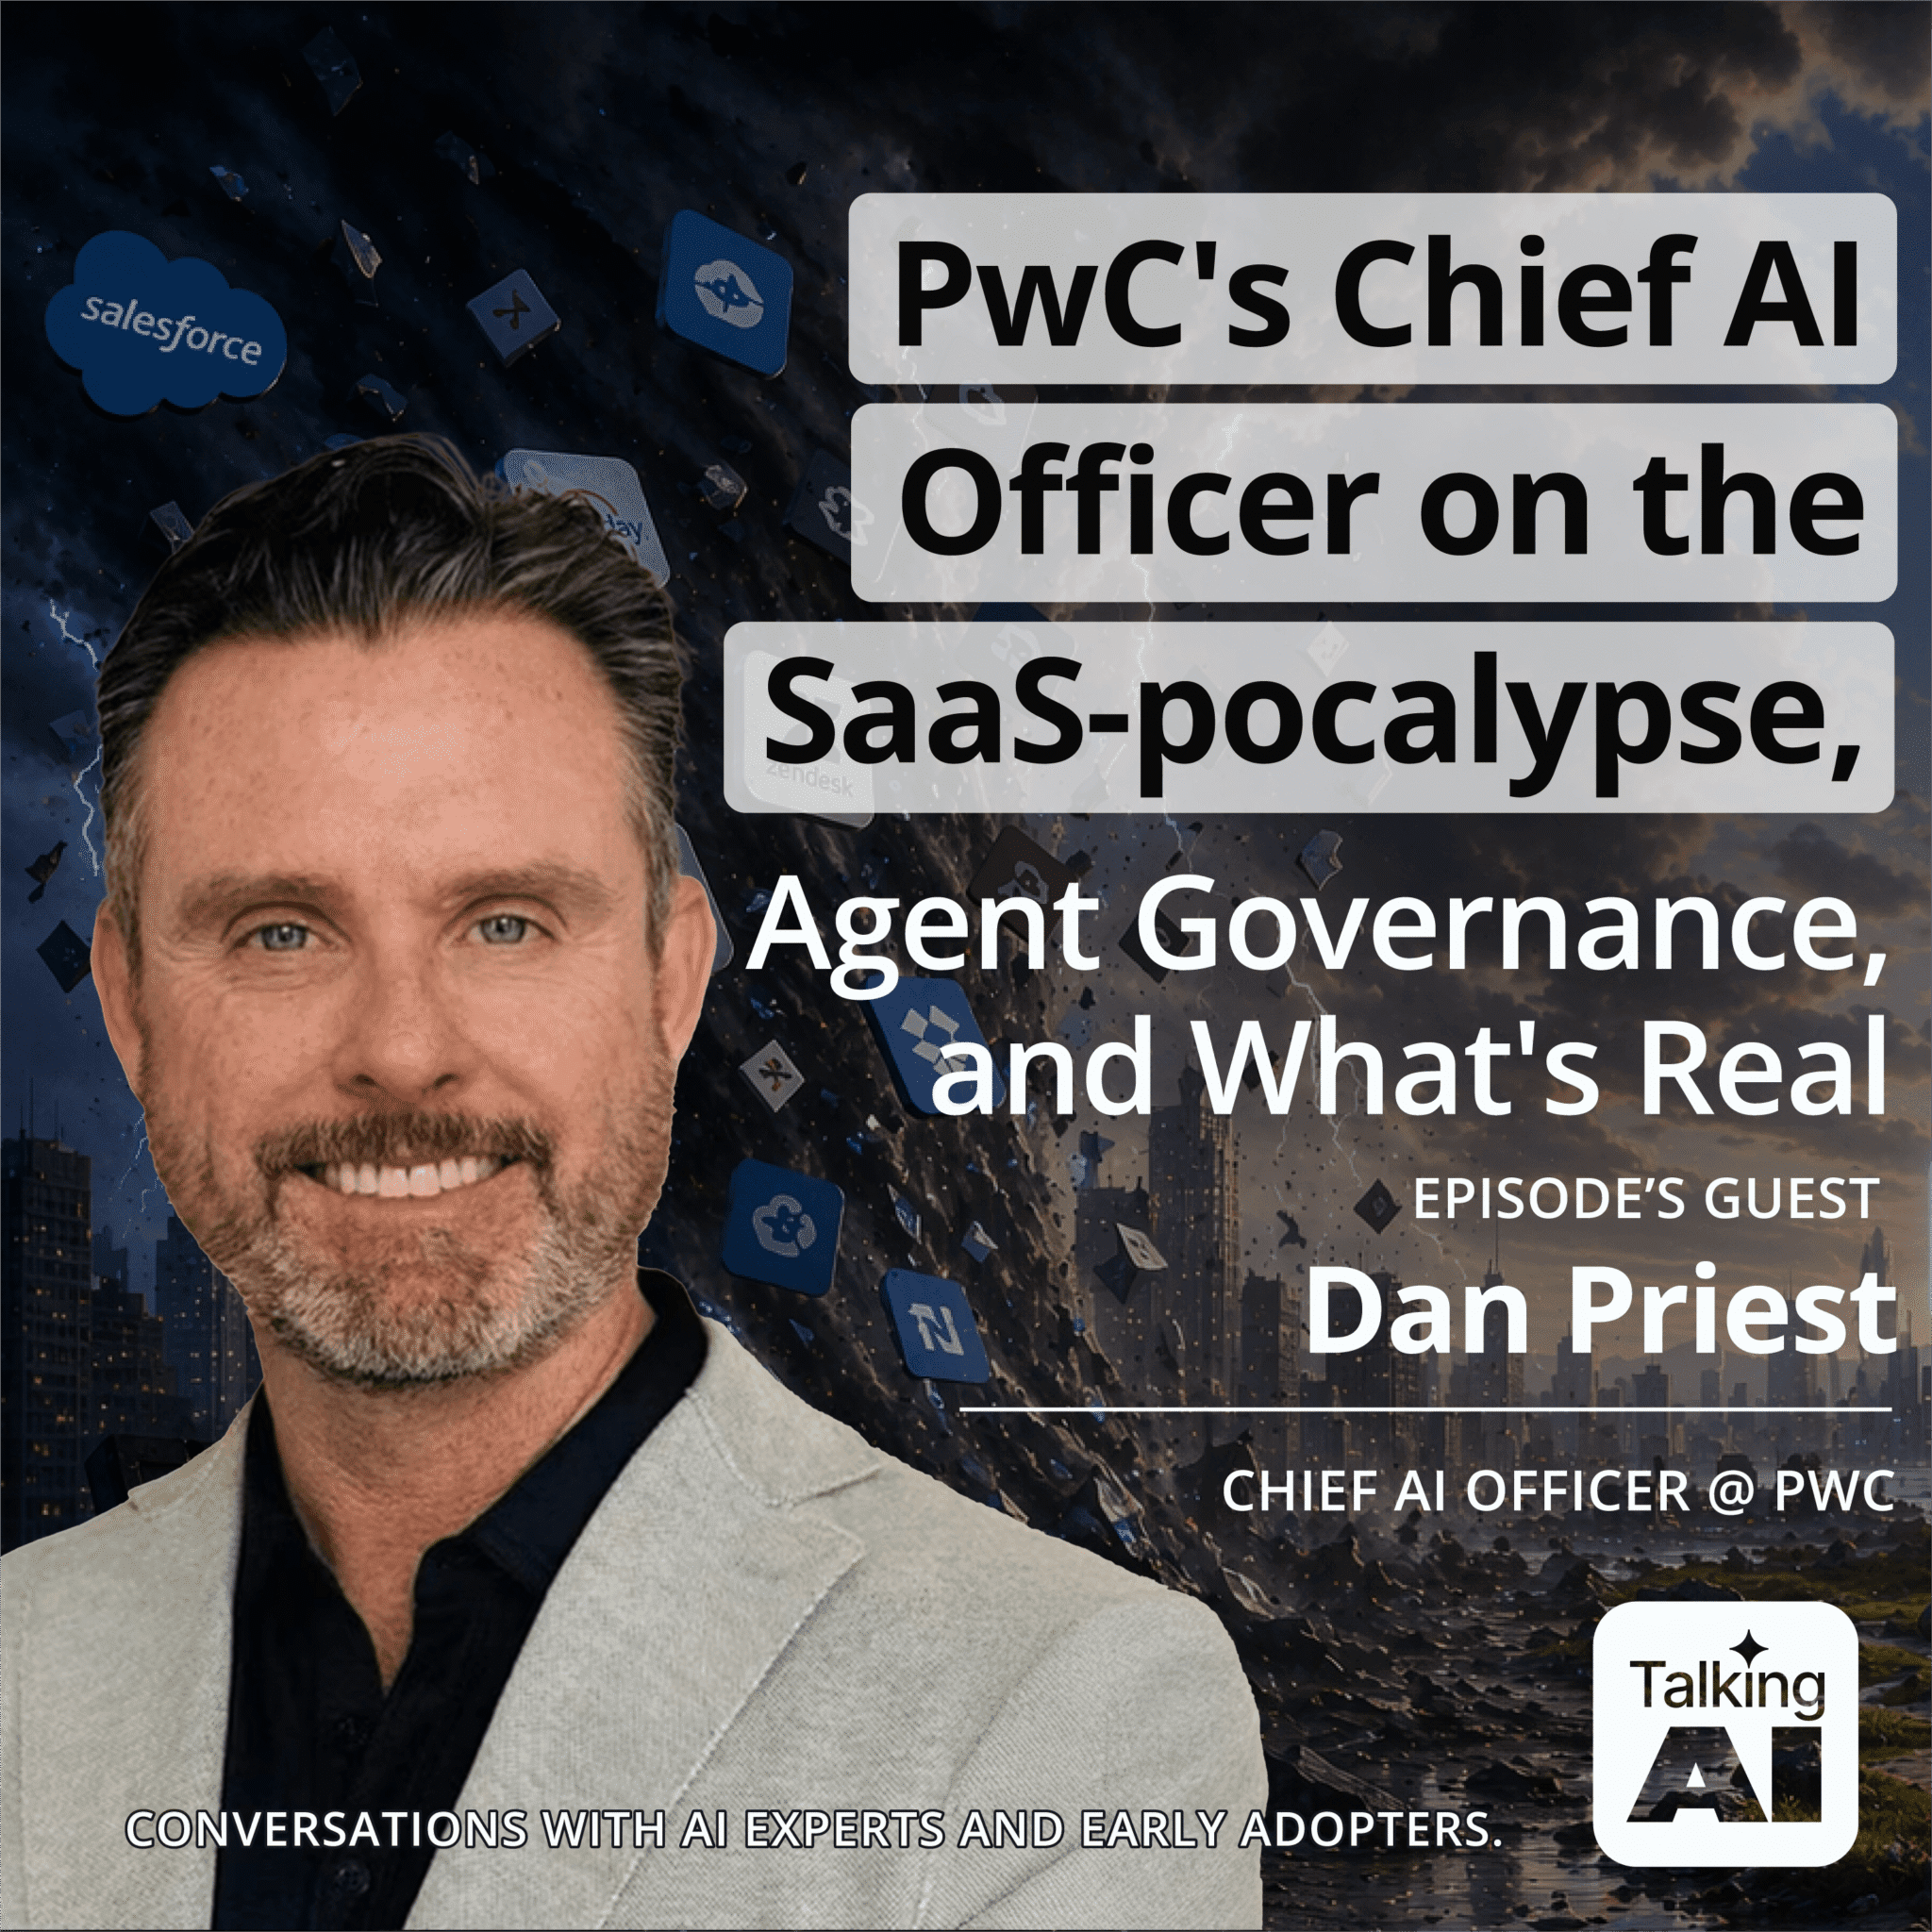 salesforce
PwC's Chief AI
Officer on the
SaaS-pocalypse,
zendesk
Agent Governance,
and What's Real
EPISODE’S GUEST
Dan Priest
CHIEF AI OFFICER @ PWC
Talking
AI
CONVERSATIONS WITH AI EXPERTS AND EARLY ADOPTERS.